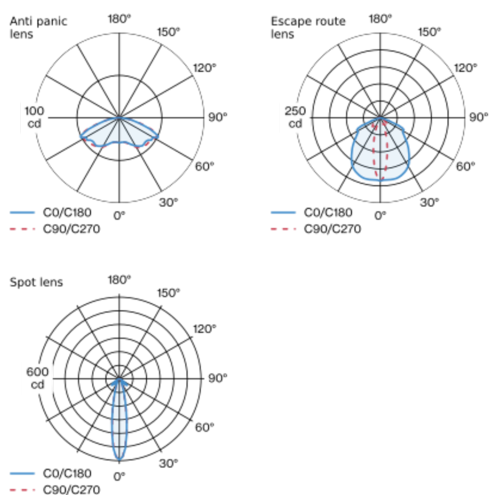 Anti panic
lens
180°
150°
120°
100
cd
90°
60°
30°
0°
C0/C180
C90/C270
Escape route
lens
180°
150°
120°
250
cd
90°
60°
30°
0°
C0/C180
C90/C270
Spot lens
180°
150°
120°
600
cd
90°
60°
30°
0°
C0/C180
C90/C270